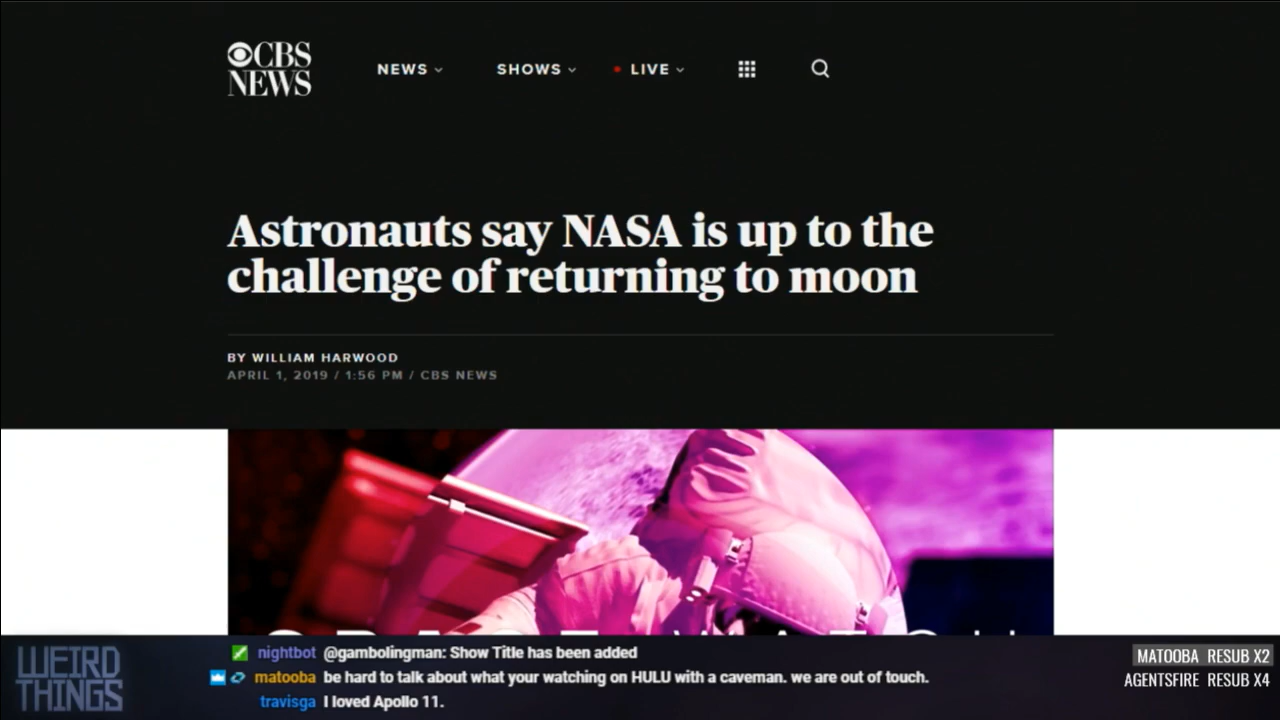 CBS
NEWS
NEWS
SHOWS
LIVE
Astronauts say NASA is up to the
challenge of returning to moon
BY WILLIAM HARWOOD
APRIL 1, 2019 / 1:56 PM / CBS NEWS
WEIRD
THINGS
nightbot @gambolingman: Show Title has been added
matooba be hard to talk about what your watching on HULU with a caveman. we are out of touch.
travisga I loved Apollo 11.
MATOOBA RESUB X2
AGENTSFIRE RESUB X4